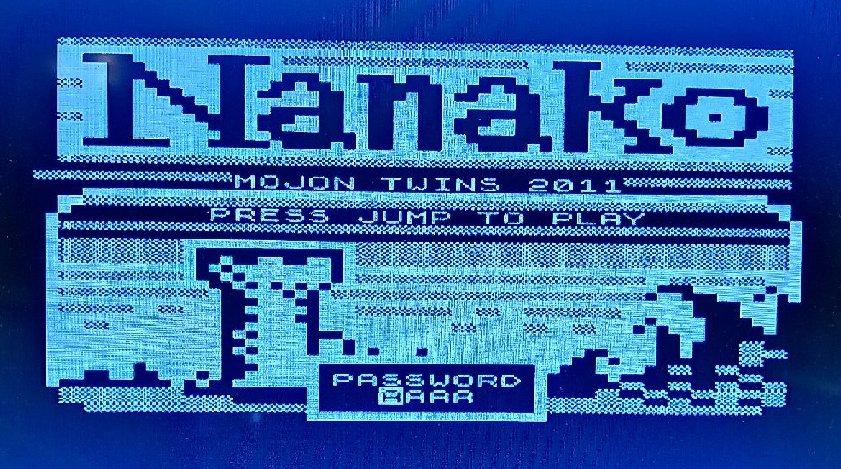 Nanako
MOJON TWINS 2011
PRESS JUMP TO PLAY
PASSWORD
AAAA